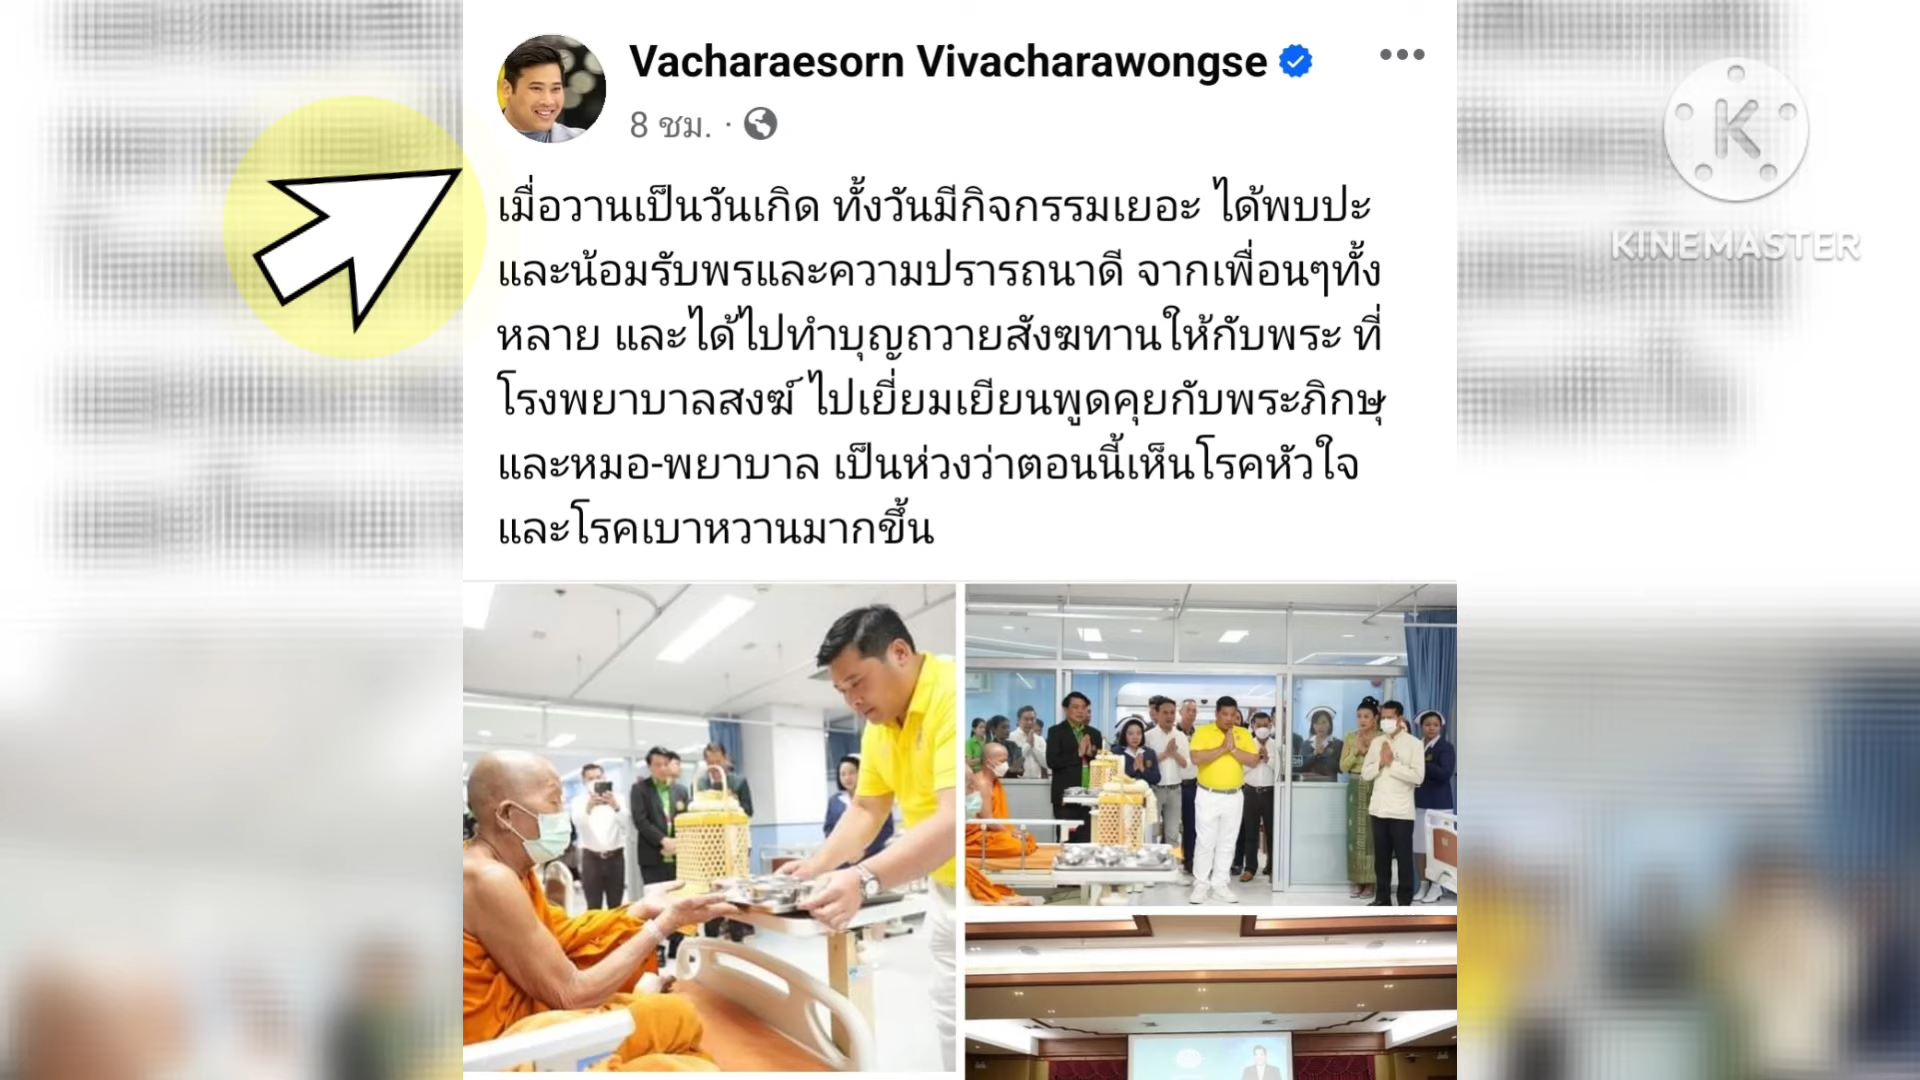 Vacharaesorn Vivacharawongse
8 ชม. ·
เมื่อวานเป็นวันเกิด ทั้งวันมีกิจกรรมเยอะ ได้พบปะ
และน้อมรับพรและความปรารถนาดี จากเพื่อนๆทั้ง
หลาย และได้ไปทำบุญถวายสังฆทานให้กับพระ ที่
โรงพยาบาลสงฆ์ ไปเยี่ยมเยียนพูดคุยกับพระภิกษุ
และหมอ-พยาบาล เป็นห่วงว่าตอนนี้เห็นโรคหัวใจ
และโรคเบาหวานมากขึ้น
K
KINEMASTER